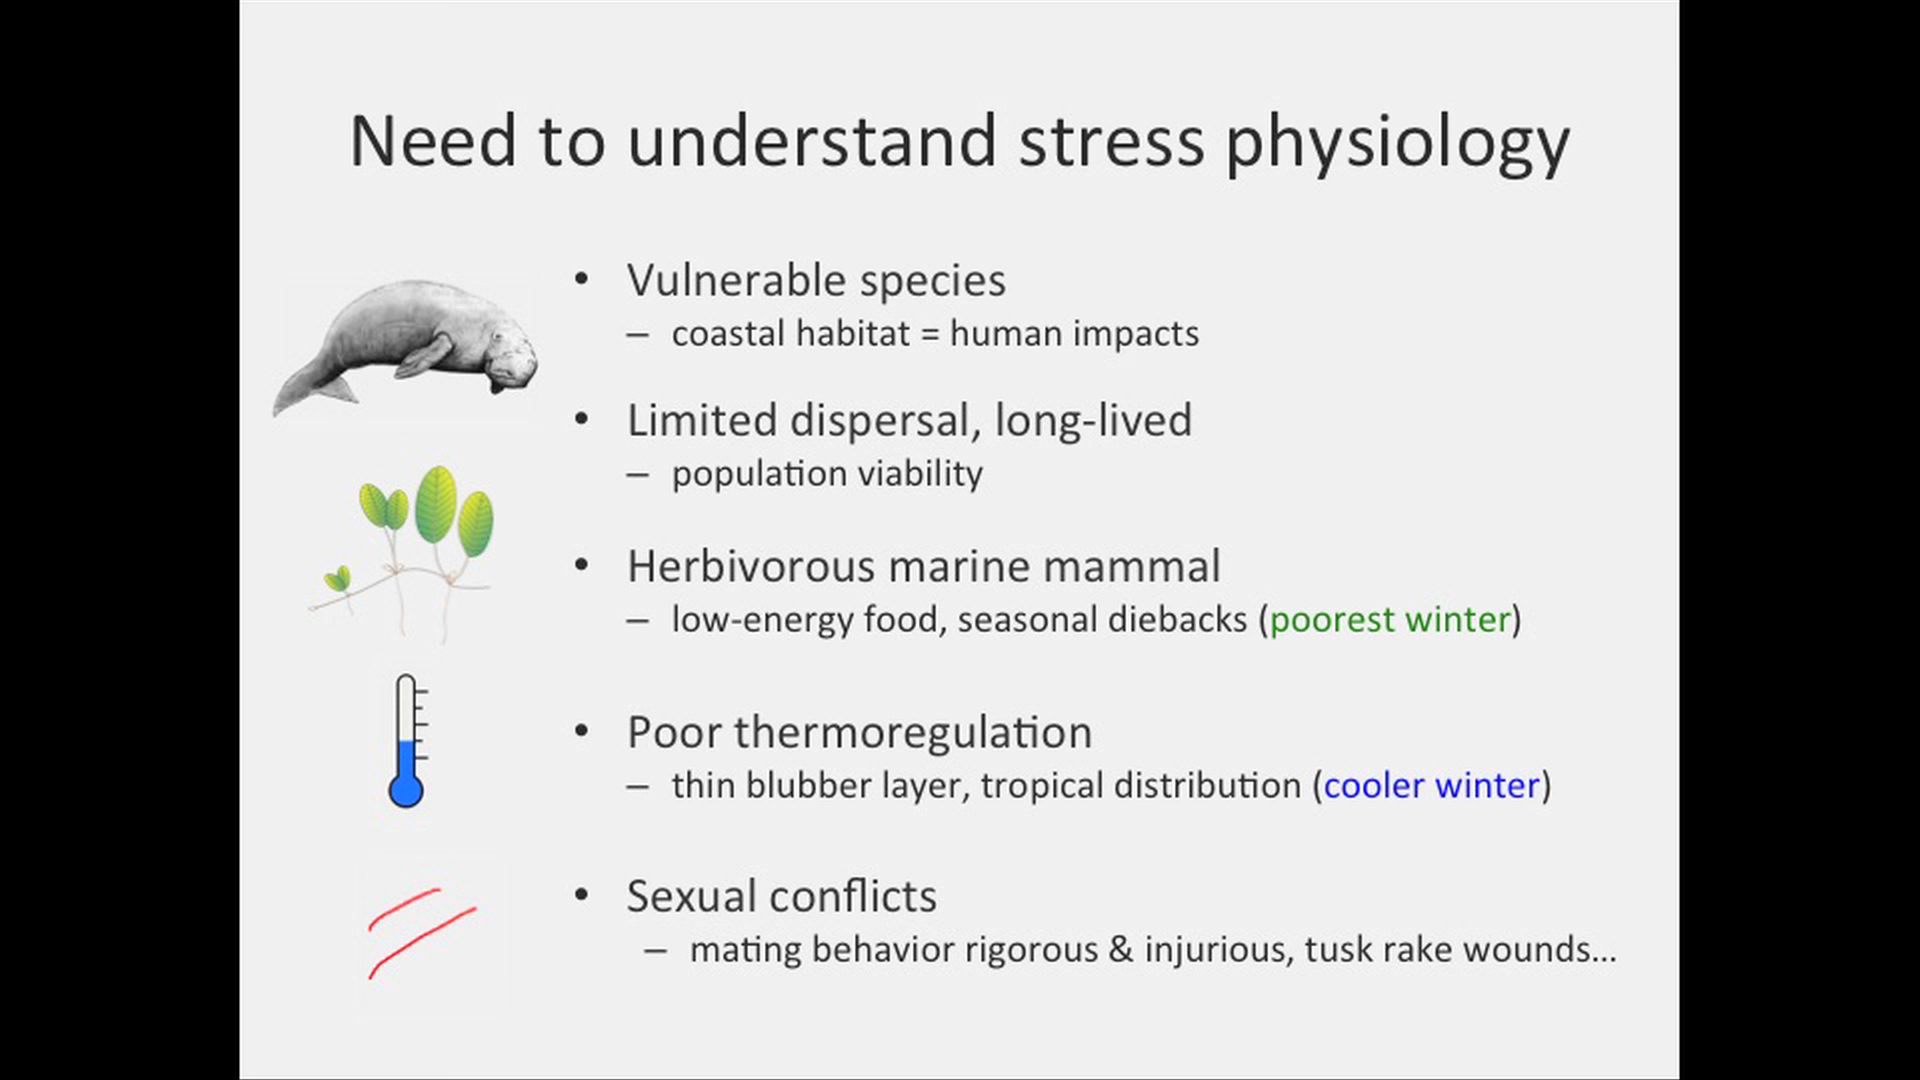 Need to understand stress physiology
• Vulnerable species
– coastal habitat = human impacts
• Limited dispersal, long-lived
– population viability
• Herbivorous marine mammal
– low-energy food, seasonal diebacks (poorest winter)
• Poor thermoregulation
– thin blubber layer, tropical distribution (cooler winter)
• Sexual conflicts
– mating behavior rigorous & injurious, tusk rake wounds…